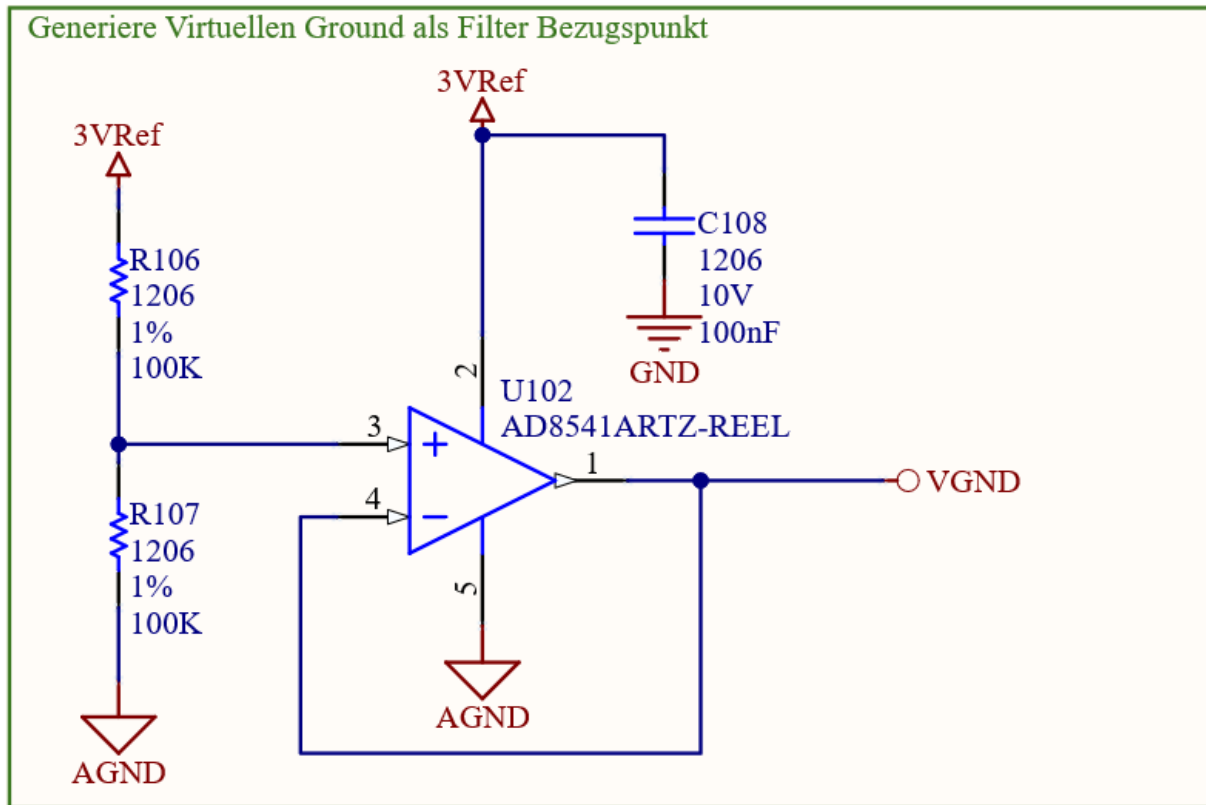 Generiere Virtuellen Ground als Filter Bezugspunkt
3VRef
3VRef
R106
1206
1%
100K
C108
1206
10V
100nF
GND
2
U102
AD8541ARTZ-REEL
3
+
1
VGND
4
−
R107
1206
1%
100K
5
AGND
AGND